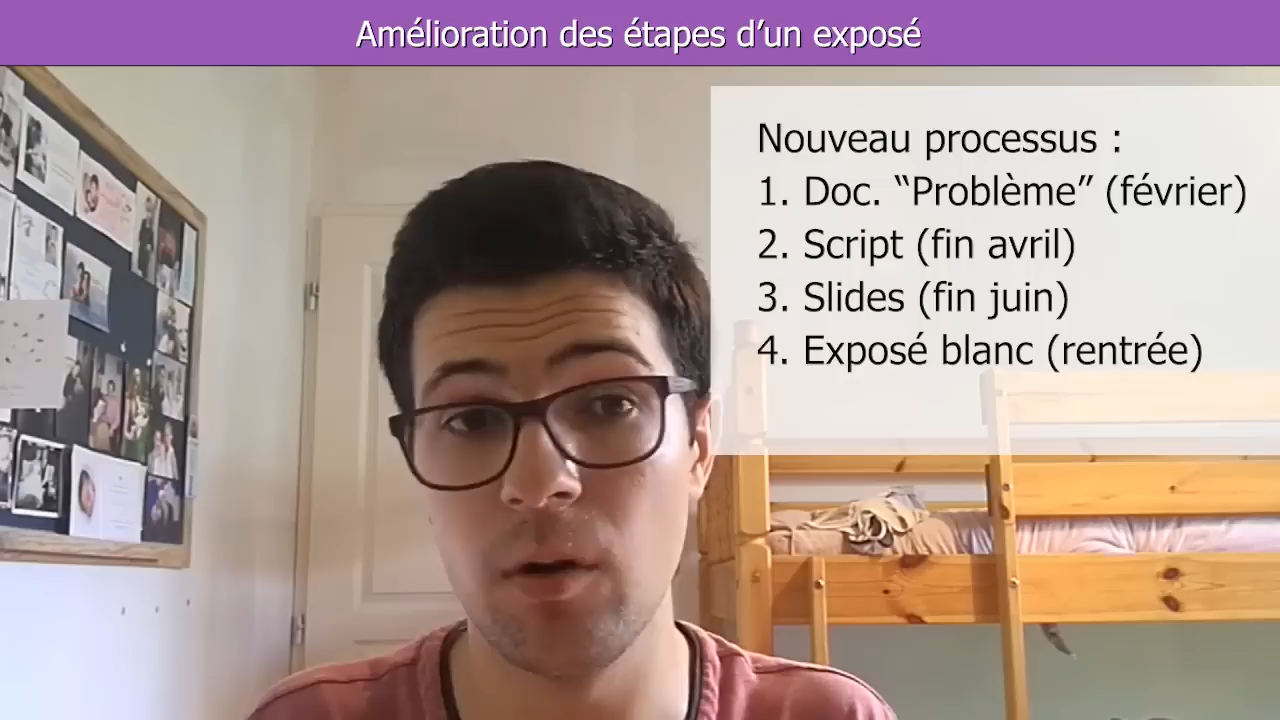 Amélioration des étapes d’un exposé
Nouveau processus :
1. Doc. “Problème” (février)
2. Script (fin avril)
3. Slides (fin juin)
4. Exposé blanc (rentrée)